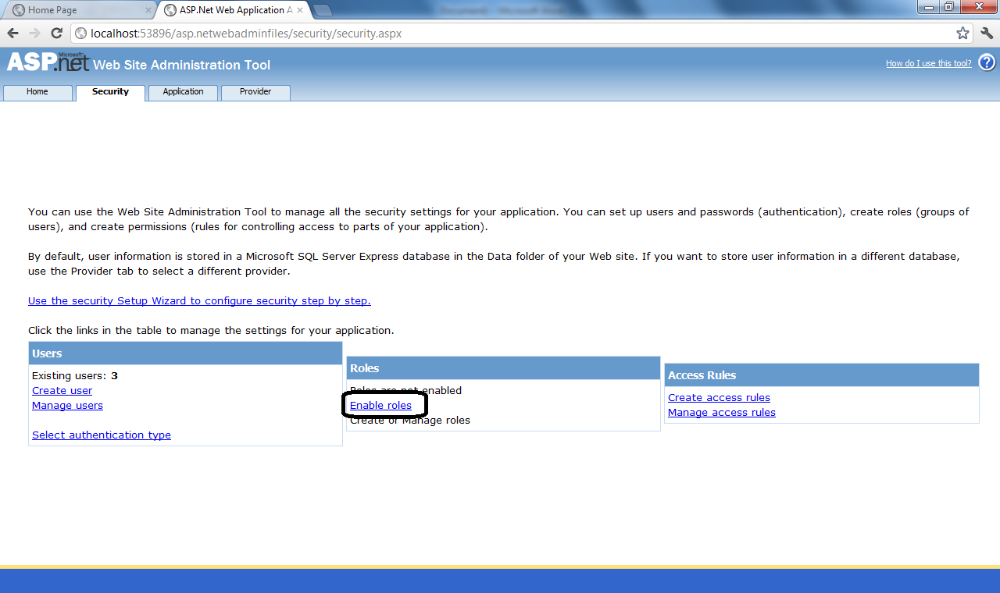 Home Page
ASP.Net Web Application A
localhost:53896/asp.netwebadminfiles/security/security.aspx
Microsoft
ASP.net Web Site Administration Tool
How do I use this tool?
Home
Security
Application
Provider
You can use the Web Site Administration Tool to manage all the security settings for your application. You can set up users and passwords (authentication), create roles (groups of
users), and create permissions (rules for controlling access to parts of your application).
By default, user information is stored in a Microsoft SQL Server Express database in the Data folder of your Web site. If you want to store user information in a different database,
use the Provider tab to select a different provider.
Use the security Setup Wizard to configure security step by step.
Click the links in the table to manage the settings for your application.
Users
Existing users: 3
Create user
Manage users
Select authentication type
Roles
Roles are not enabled
Enable roles
Create or Manage roles
Access Rules
Create access rules
Manage access rules